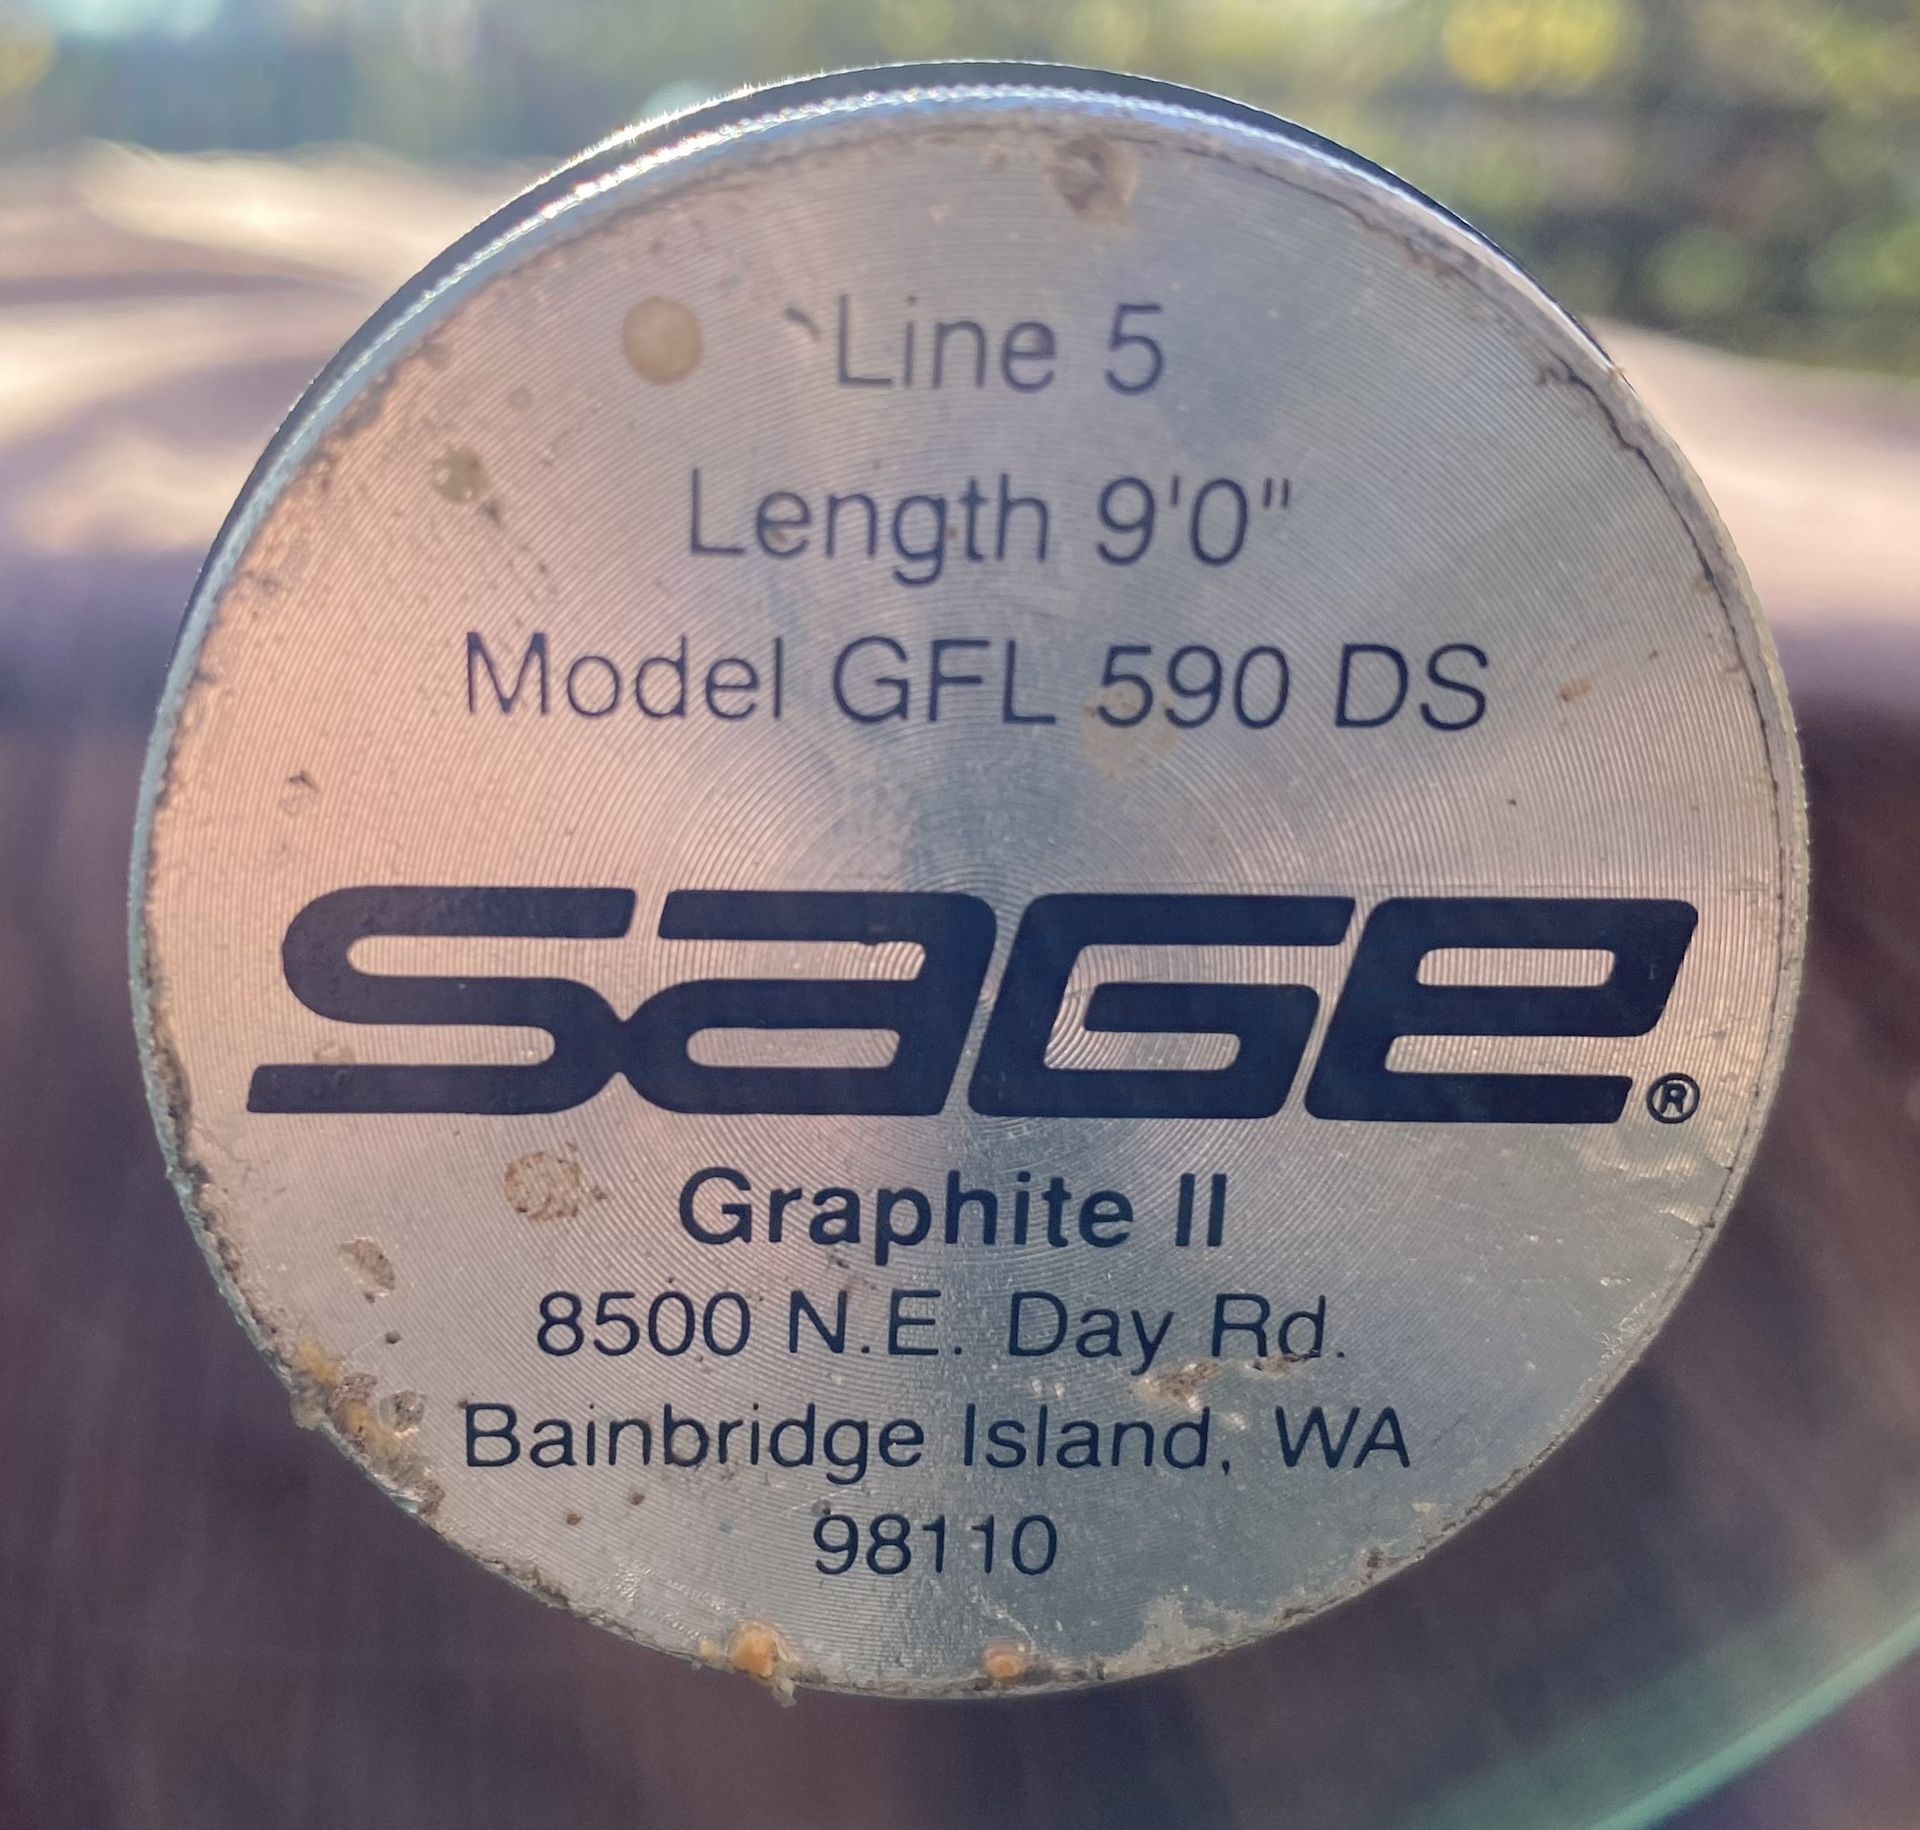 Line 5
Length 9'0"
Model GFL 590 DS
SAGE®
Graphite II
8500 N.E. Day Rd.
Bainbridge Island, WA
98110